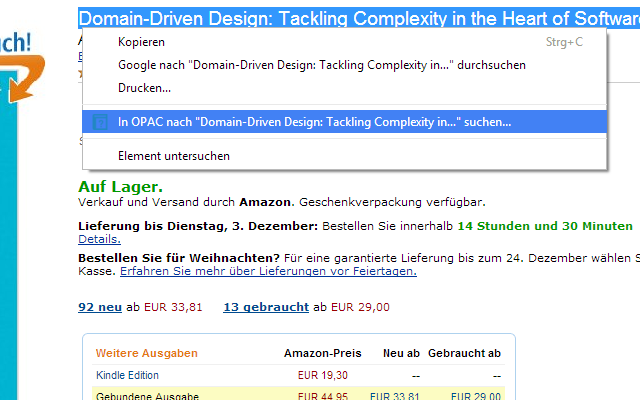 Domain-Driven Design: Tackling Complexity in the Heart of Software
uch!
Kopieren Strg+C
Google nach "Domain-Driven Design: Tackling Complexity in..." durchsuchen
Drucken...
In OPAC nach "Domain-Driven Design: Tackling Complexity in..." suchen...
Element untersuchen
Auf Lager.
Verkauf und Versand durch Amazon. Geschenkverpackung verfügbar.
Lieferung bis Dienstag, 3. Dezember: Bestellen Sie innerhalb 14 Stunden und 30 Minuten
Details.
Bestellen Sie für Weihnachten? Für eine garantierte Lieferung bis zum 24. Dezember wählen S
Kasse. Erfahren Sie mehr über Lieferungen vor Feiertagen.
92 neu ab EUR 33,81 13 gebraucht ab EUR 29,00
Weitere Ausgaben Amazon-Preis Neu ab Gebraucht ab
Kindle Edition EUR 19,30 -- --
Gebundene Ausgabe EUR 44,95 EUR 33,81 EUR 29,00